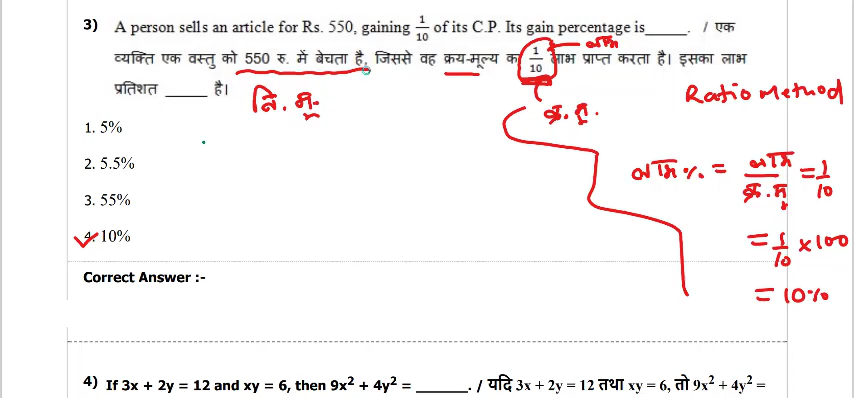 3) A person sells an article for Rs. 550, gaining 1/10 of its C.P. Its gain percentage is_____. / एक
व्यक्ति एक वस्तु को 550 रु. में बेचता है, जिससे वह क्रय-मूल्य का 1/10 लाभ प्राप्त करता है। इसका लाभ
प्रतिशत _____ है।
लाभ
वि. मू.
क्र. मू.
Ratio Method
1. 5%
2. 5.5%
3. 55%
4. 10%
लाभ % = लाभ/क्र. मू = 1/10
= 1/10 × 100
= 10%
Correct Answer :-
4) If 3x + 2y = 12 and xy = 6, then 9x² + 4y² = ______. / यदि 3x + 2y = 12 तथा xy = 6, तो 9x² + 4y² =